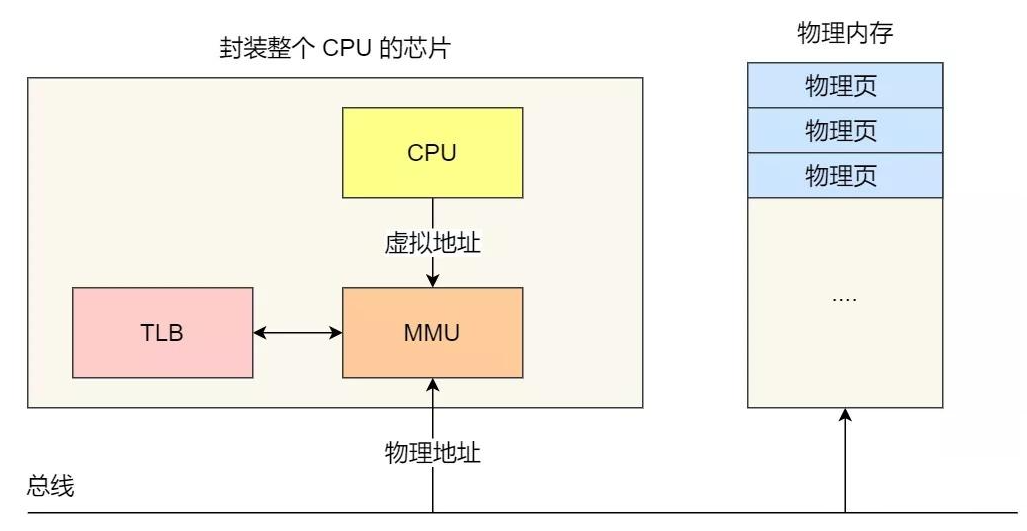 封装整个 CPU 的芯片
物理内存
物理页
物理页
物理页
CPU
虚拟地址
TLB
MMU
....
物理地址
总线